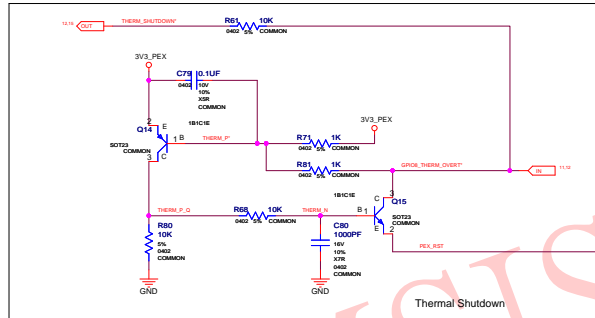 12,15 OUT THERM_SHUTDOWN* R61 10K
0402 5% COMMON
3V3_PEX
C79 0.1UF
0402 10V
10%
X5R
COMMON
3V3_PEX
2 E
Q14
1B1C1E
1 B THERM_P* R71 1K
SOT23
COMMON
0402 5% COMMON
3 C
R81 1K GPIO8_THERM_OVERT* IN 11,12
0402 5% COMMON
1B1C1E C 3
Q15
THERM_P_Q R68 10K THERM_N B 1
0402 5% COMMON
SOT23
COMMON
E 2
R80
10K
5%
0402
COMMON
C80
1000PF
16V
10%
X7R
0402
COMMON
PEX_RST
GND
GND
Thermal Shutdown
SIS